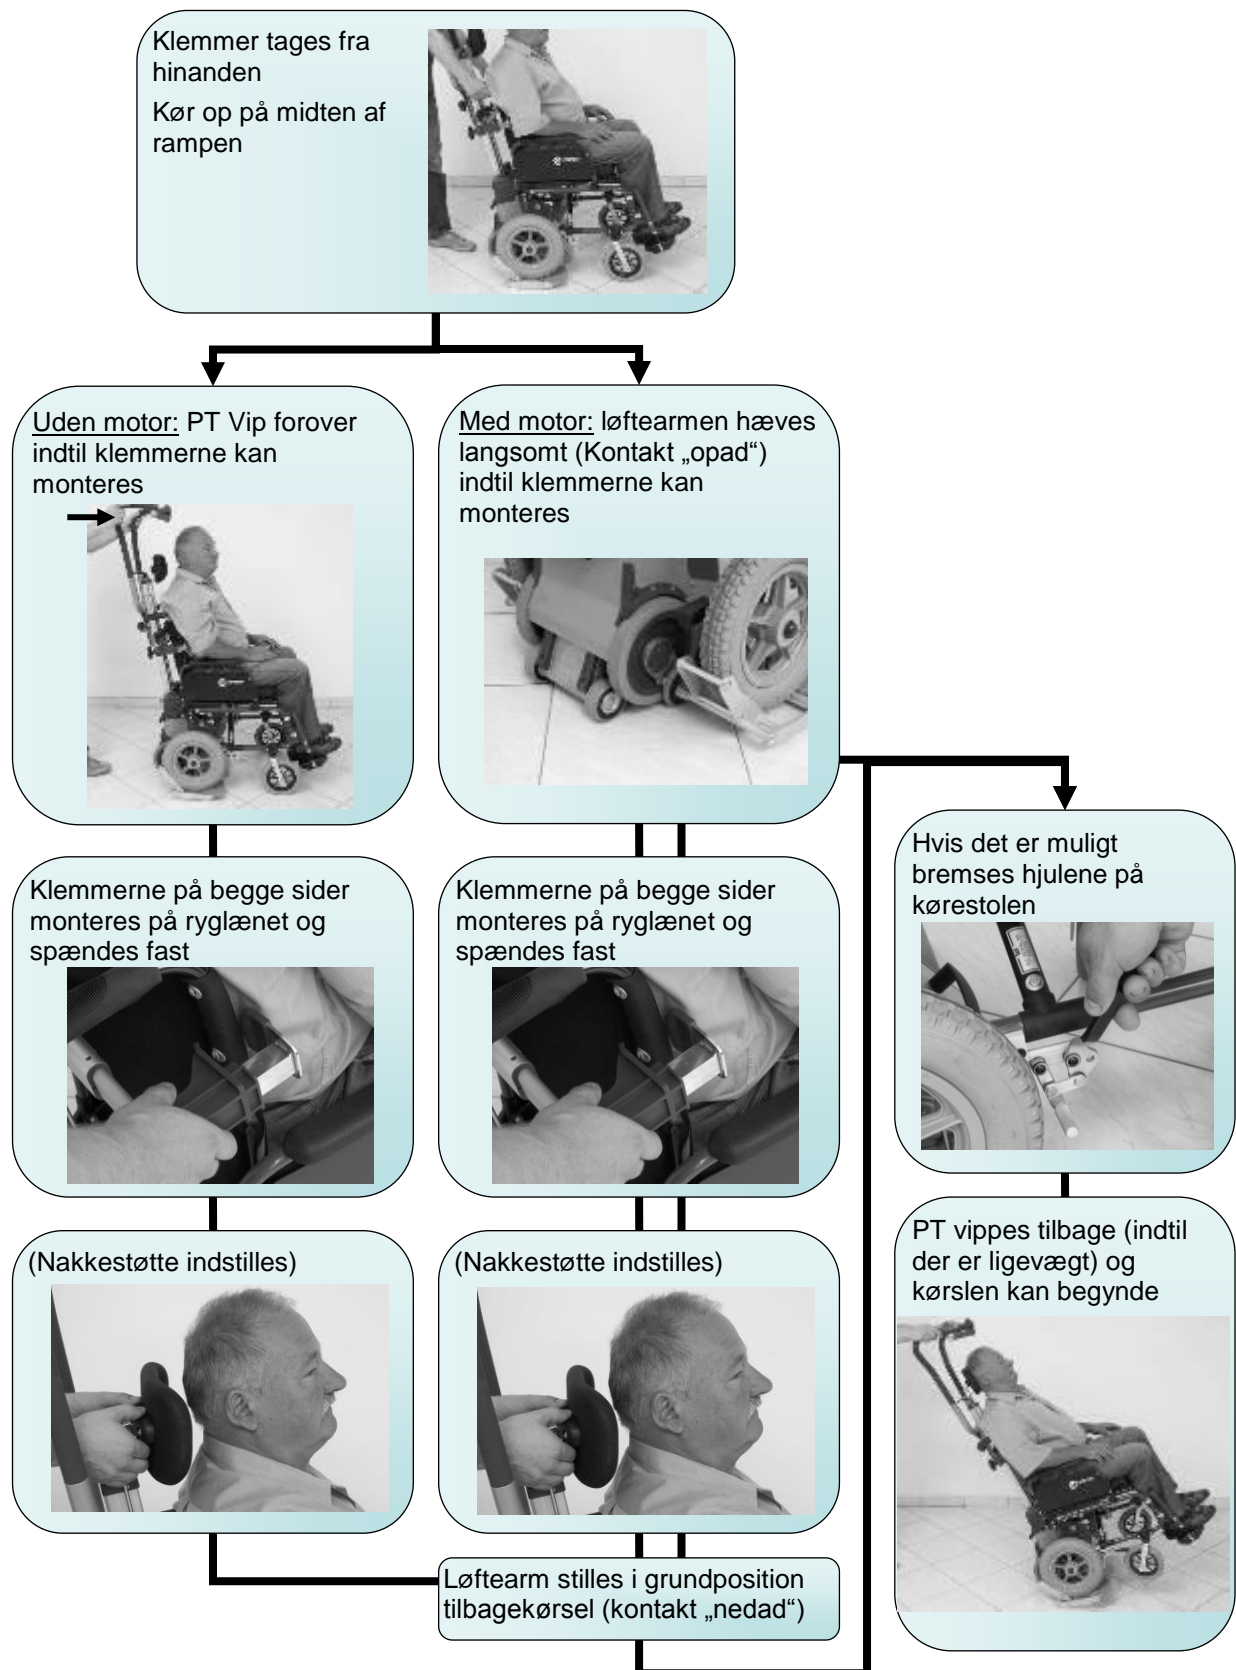 Klemmer tages fra
hinanden
Kør op på midten af
rampen
Uden motor: PT Vip forover
indtil klemmerne kan
monteres
Med motor: løftearmen hæves
langsomt (Kontakt „opad“)
indtil klemmerne kan
monteres
Klemmerne på begge sider
monteres på ryglænet og
spændes fast
Klemmerne på begge sider
monteres på ryglænet og
spændes fast
(Nakkestøtte indstilles)
(Nakkestøtte indstilles)
Løftearm stilles i grundposition
tilbagekørsel (kontakt „nedad“)
Hvis det er muligt
bremses hjulene på
kørestolen
PT vippes tilbage (indtil
der er ligevægt) og
kørslen kan begynde